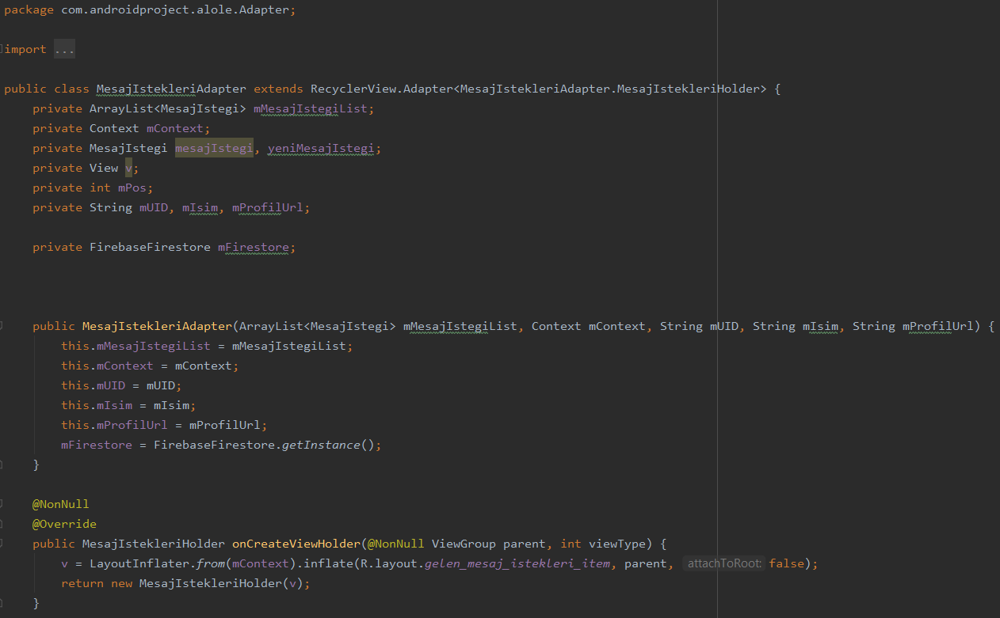 package com.androidproject.alole.Adapter;
import ...
public class MesajIstekleriAdapter extends RecyclerView.Adapter<MesajIstekleriAdapter.MesajIstekleriHolder> {
private ArrayList<MesajIstegi> mMesajIstegiList;
private Context mContext;
private MesajIstegi mesajIstegi, yeniMesajIstegi;
private View v;
private int mPos;
private String mUID, mIsim, mProfilUrl;
private FirebaseFirestore mFirestore;
public MesajIstekleriAdapter(ArrayList<MesajIstegi> mMesajIstegiList, Context mContext, String mUID, String mIsim, String mProfilUrl) {
this.mMesajIstegiList = mMesajIstegiList;
this.mContext = mContext;
this.mUID = mUID;
this.mIsim = mIsim;
this.mProfilUrl = mProfilUrl;
mFirestore = FirebaseFirestore.getInstance();
}
@NonNull
@Override
public MesajIstekleriHolder onCreateViewHolder(@NonNull ViewGroup parent, int viewType) {
v = LayoutInflater.from(mContext).inflate(R.layout.gelen_mesaj_istekleri_item, parent, attachToRoot: false);
return new MesajIstekleriHolder(v);
}